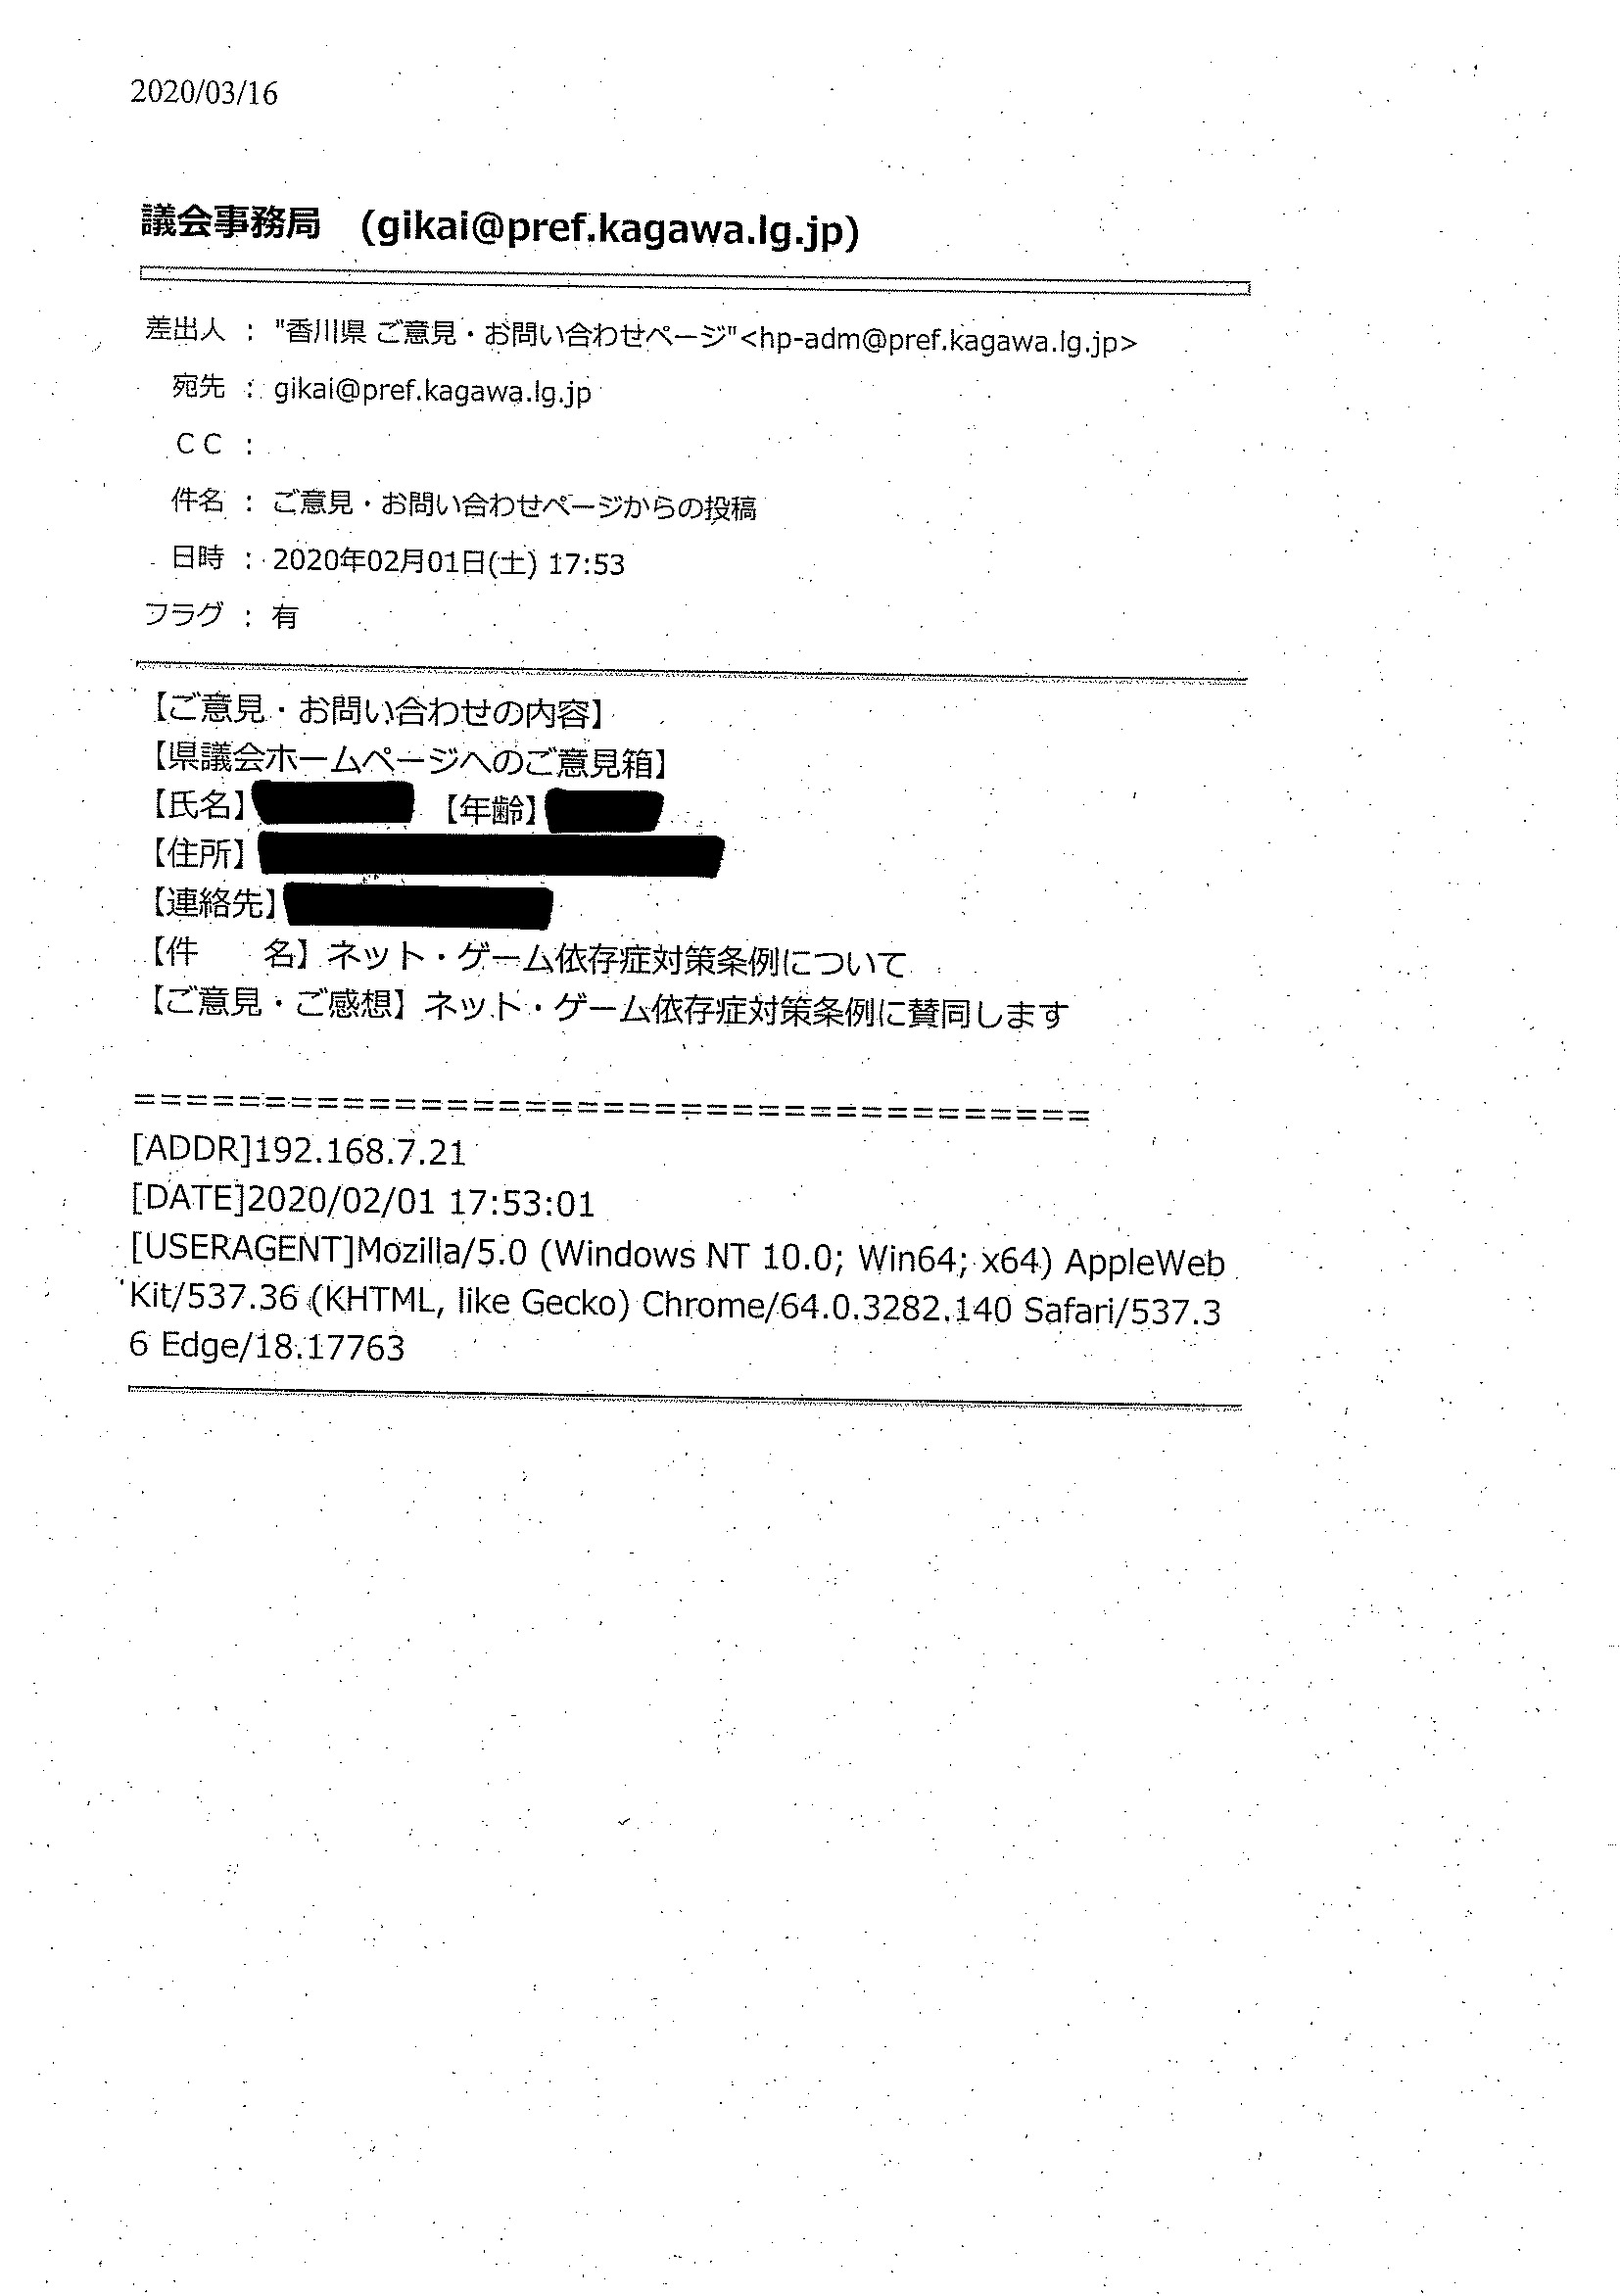 2020/03/16
議会事務局　(gikai@pref.kagawa.lg.jp)
差出人 : "香川県 ご意見・お問い合わせページ"<hp-adm@pref.kagawa.lg.jp>
宛先 : gikai@pref.kagawa.lg.jp
ＣＣ :
件名 : ご意見・お問い合わせページからの投稿
日時 : 2020年02月01日(土) 17:53
フラグ : 有
【ご意見・お問い合わせの内容】
【県議会ホームページへのご意見箱】
【氏名】　【年齢】
【住所】
【連絡先】
【件　　名】ネット・ゲーム依存症対策条例について
【ご意見・ご感想】ネット・ゲーム依存症対策条例に賛同します
=====================================
[ADDR]192.168.7.21
[DATE]2020/02/01 17:53:01
[USERAGENT]Mozilla/5.0 (Windows NT 10.0; Win64; x64) AppleWeb
Kit/537.36 (KHTML, like Gecko) Chrome/64.0.3282.140 Safari/537.3
6 Edge/18.17763